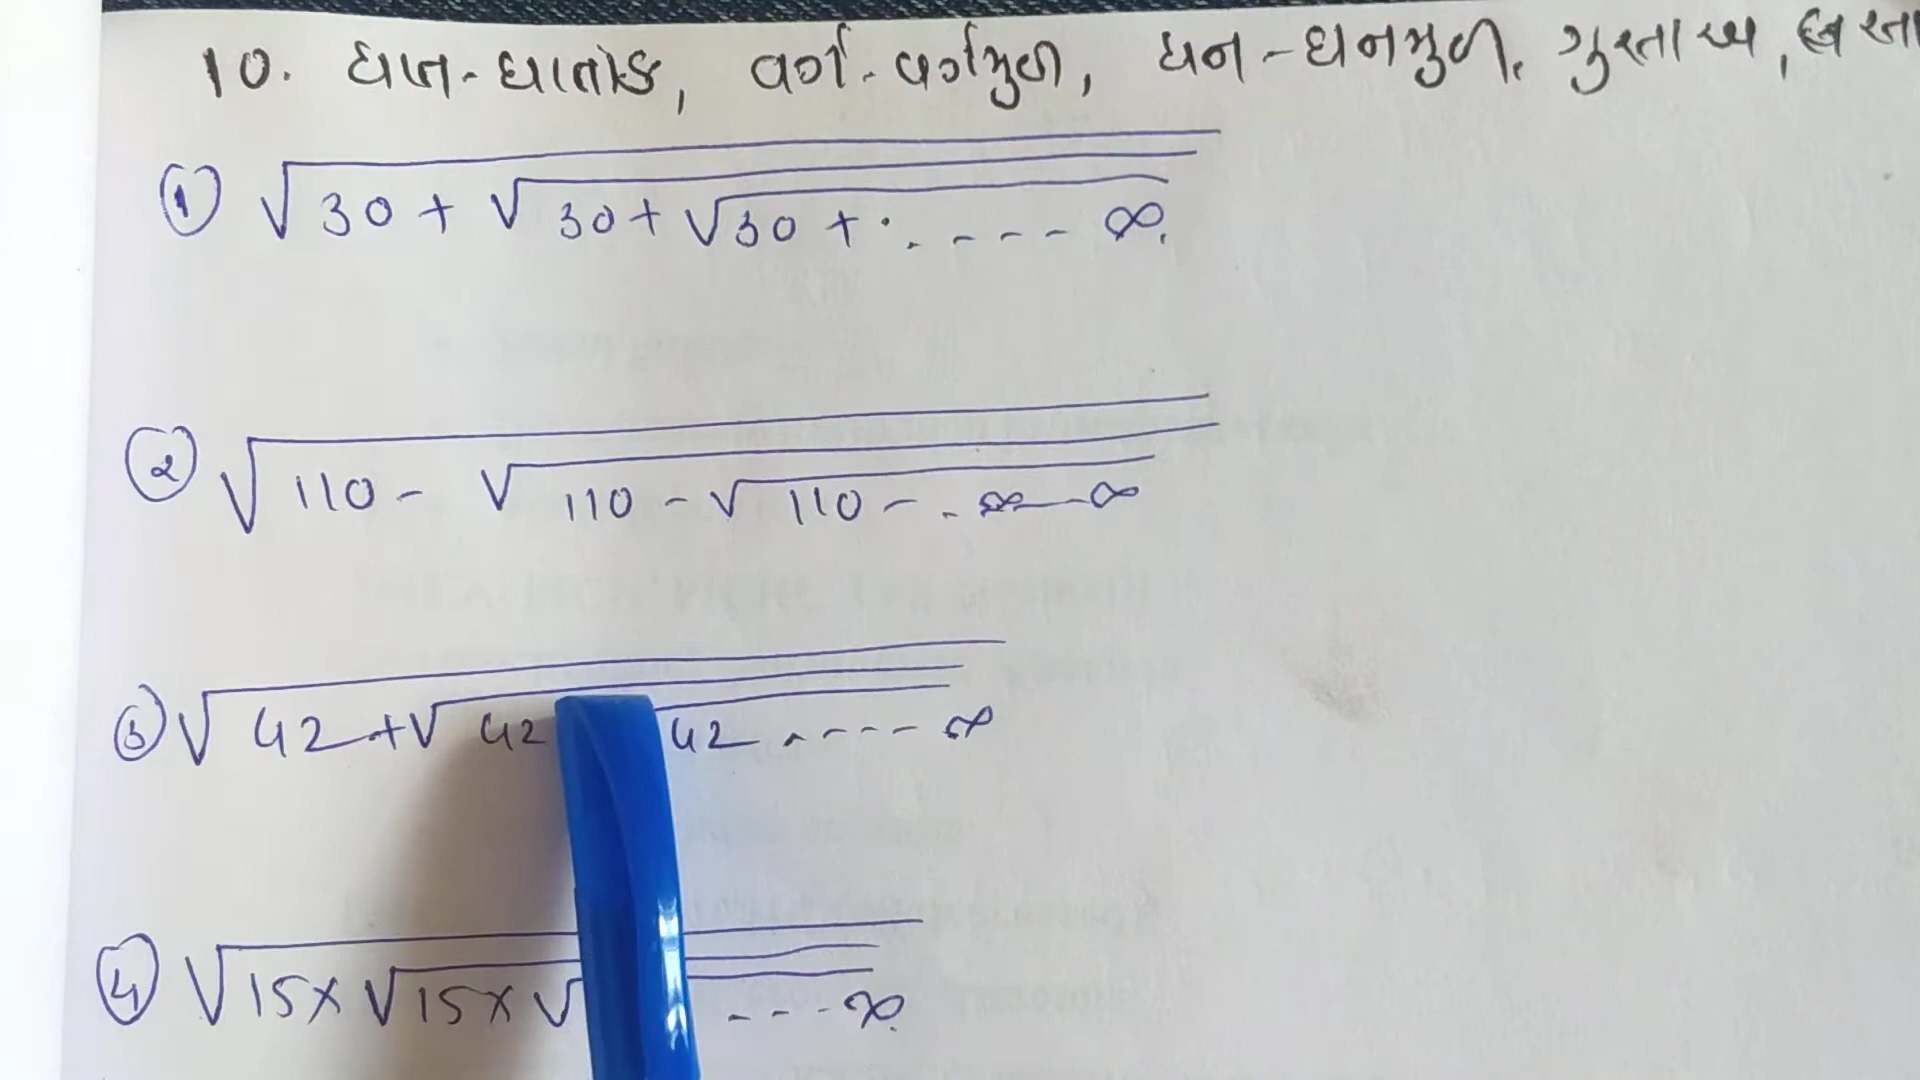 10. ઘાત-ઘાતાંક, વર્ગ-વર્ગમુળ, ઘન-ઘનમુળ, ગુ.સા.અ, લ.સા
① √30 + √30 + √30 + . . - - - - ∞.
② √110 - √110 - √110 - . ∞ ∞
③ √42 + √42 42 - - - - - ∞
④ √15 × √15 × √ - - - ∞.